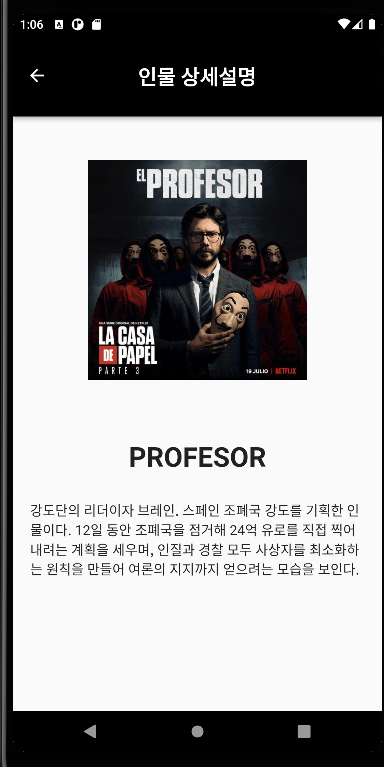 1:06
인물 상세설명
EL PROFESOR
UNA SERIE ORIGINAL DE NETFLIX
LA CASA
DE PAPEL
PARTE 3
19 JULIO | NETFLIX
PROFESOR
강도단의 리더이자 브레인. 스페인 조폐국 강도를 기획한 인
물이다. 12일 동안 조폐국을 점거해 24억 유로를 직접 찍어
내려는 계획을 세우며, 인질과 경찰 모두 사상자를 최소화하
는 원칙을 만들어 여론의 지지까지 얻으려는 모습을 보인다.